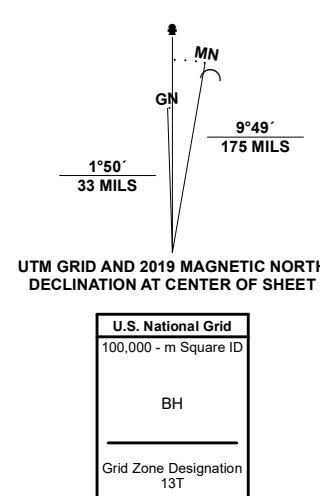 MN
GN
9°49´
175 MILS
1°50´
33 MILS
UTM GRID AND 2019 MAGNETIC NORTH
DECLINATION AT CENTER OF SHEET
U.S. National Grid
100,000 - m Square ID
BH
Grid Zone Designation
13T